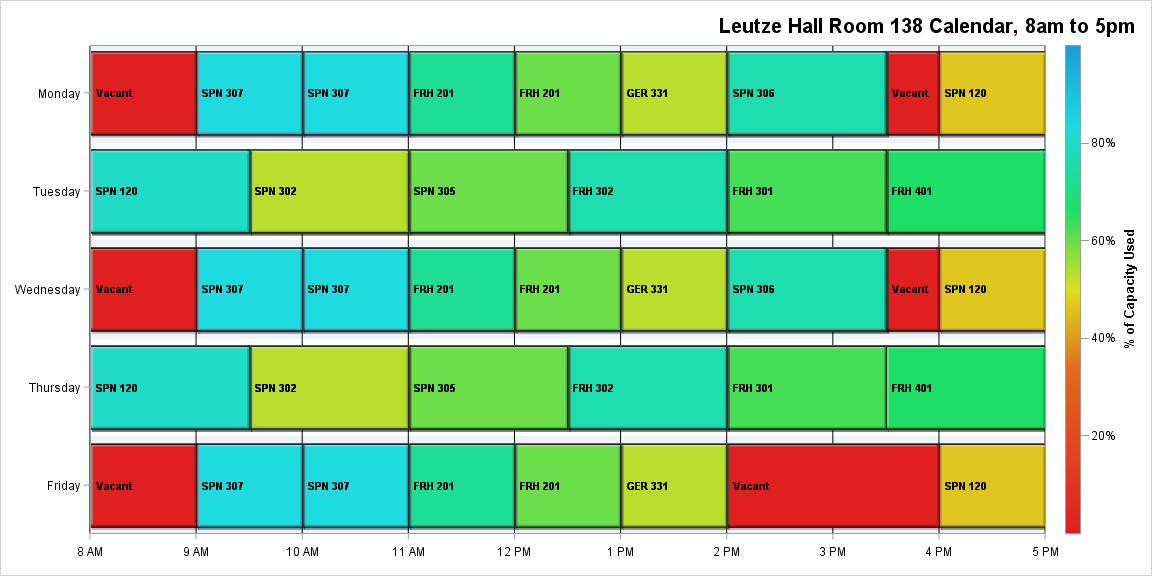 Leutze Hall Room 138 Calendar, 8am to 5pm
Monday
Vacant
SPN 307
SPN 307
FRH 201
FRH 201
GER 331
SPN 306
Vacant
SPN 120
Tuesday
SPN 120
SPN 302
SPN 305
FRH 302
FRH 301
FRH 401
Wednesday
Vacant
SPN 307
SPN 307
FRH 201
FRH 201
GER 331
SPN 306
Vacant
SPN 120
Thursday
SPN 120
SPN 302
SPN 305
FRH 302
FRH 301
FRH 401
Friday
Vacant
SPN 307
SPN 307
FRH 201
FRH 201
GER 331
Vacant
SPN 120
8 AM
9 AM
10 AM
11 AM
12 PM
1 PM
2 PM
3 PM
4 PM
5 PM
80%
60%
40%
20%
% of Capacity Used